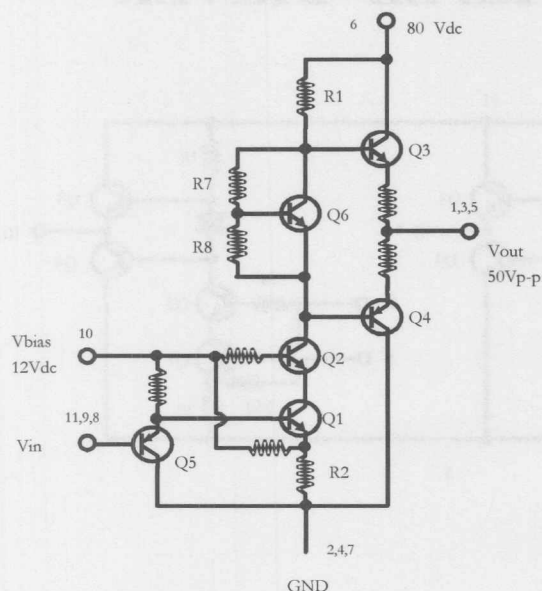 6
80 Vdc
R1
Q3
R7
Q6
1,3,5
R8
Vout
50Vp-p
Q4
Vbias
10
12Vdc
Q2
11,9,8
Q1
Vin
Q5
R2
2,4,7
GND